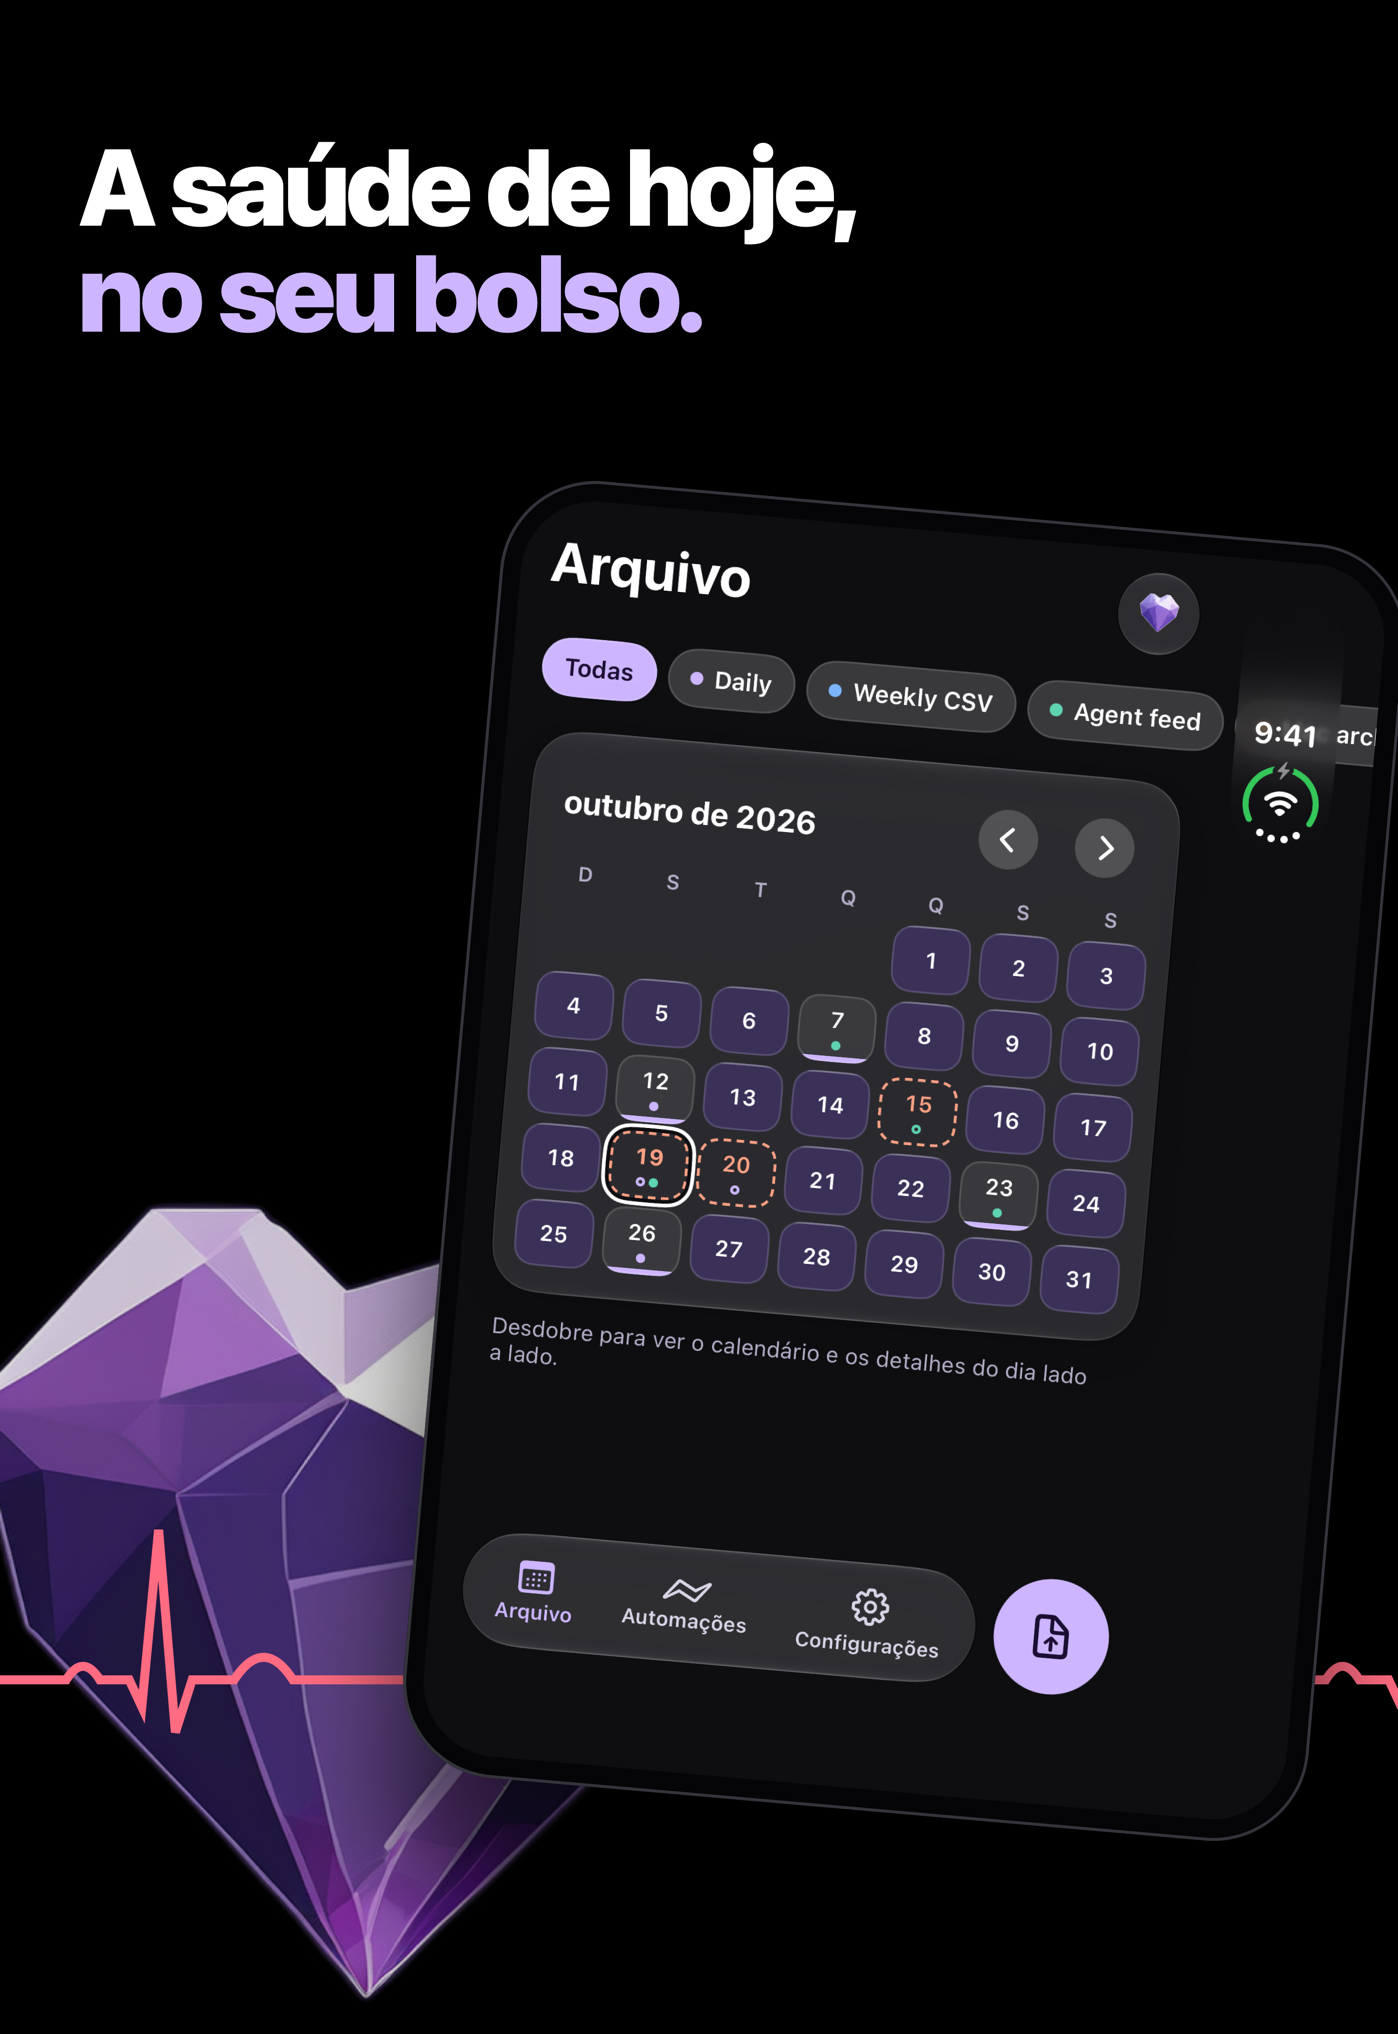 A saúde de hoje,
no seu bolso.
Arquivo
Todas
Daily
Weekly CSV
Agent feed
9:41
outubro de 2026
D S T Q Q S S
1 2 3
4 5 6 7 8 9 10
11 12 13 14 15 16 17
18 19 20 21 22 23 24
25 26 27 28 29 30 31
Desdobre para ver o calendário e os detalhes do dia lado
a lado.
Arquivo
Automações
Configurações